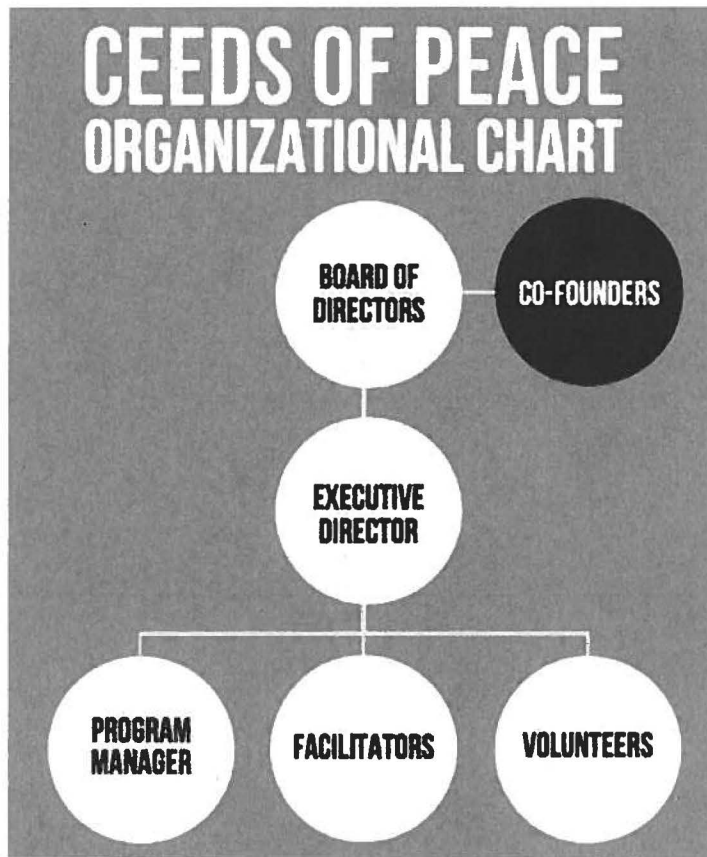 CEEDS OF PEACE
ORGANIZATIONAL CHART
BOARD OF
DIRECTORS
CO-FOUNDERS
EXECUTIVE
DIRECTOR
PROGRAM
MANAGER
FACILITATORS
VOLUNTEERS